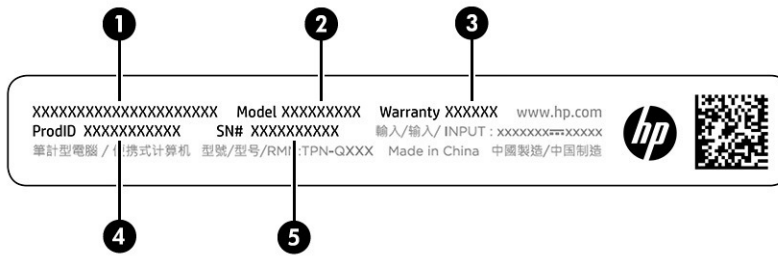 1 2 3
XXXXXXXXXXXXXXXXXXXXX Model XXXXXXXXX Warranty XXXXXX www.hp.com
ProdID XXXXXXXXXXX SN# XXXXXXXXXX 輸入/输入/ INPUT : xxxxxxx⎓xxxxx hp
筆計型電腦 / 携式计算机 型號/型号/RMN:TPN-QXXX Made in China 中國製造/中国制造
4 5